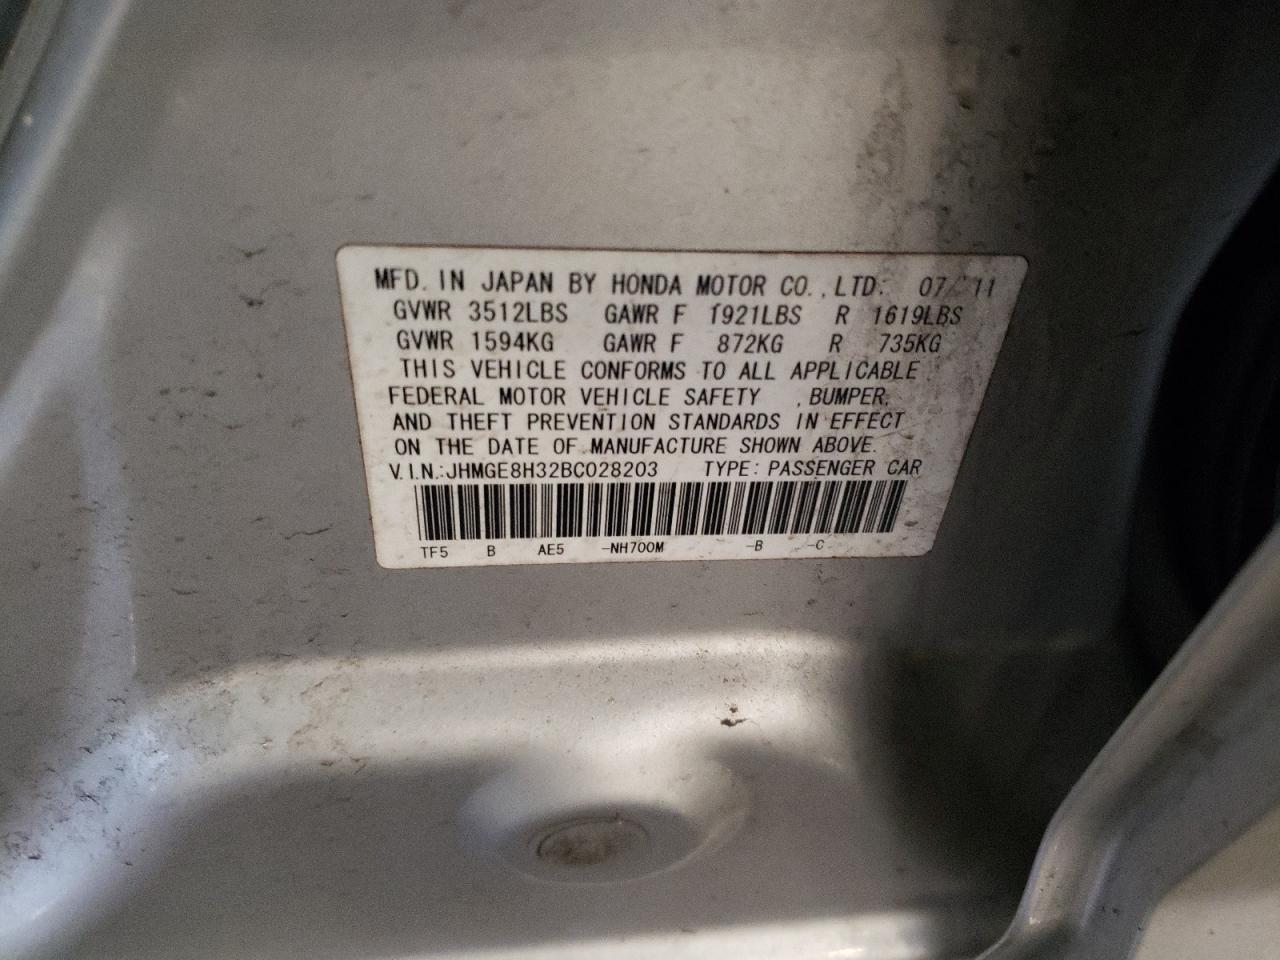 MFD. IN JAPAN BY HONDA MOTOR CO., LTD. 07/11
GVWR 3512LBS GAWR F 1921LBS R 1619LBS
GVWR 1594KG GAWR F 872KG R 735KG
THIS VEHICLE CONFORMS TO ALL APPLICABLE
FEDERAL MOTOR VEHICLE SAFETY , BUMPER,
AND THEFT PREVENTION STANDARDS IN EFFECT
ON THE DATE OF MANUFACTURE SHOWN ABOVE.
V.I.N.:JHMGE8H32BC028203 TYPE: PASSENGER CAR
TF5 B AE5 -NH700M -B -C